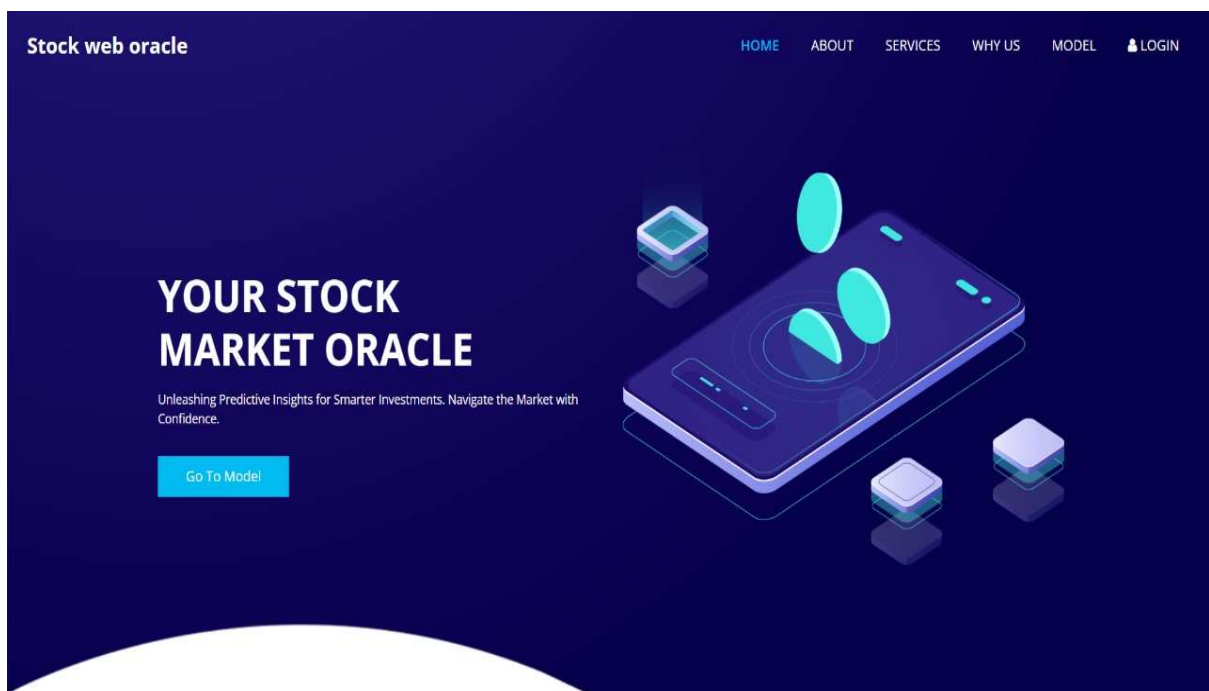 Stock web oracle
HOME ABOUT SERVICES WHY US MODEL LOGIN
YOUR STOCK
MARKET ORACLE
Unleashing Predictive Insights for Smarter Investments. Navigate the Market with
Confidence.
Go To Model